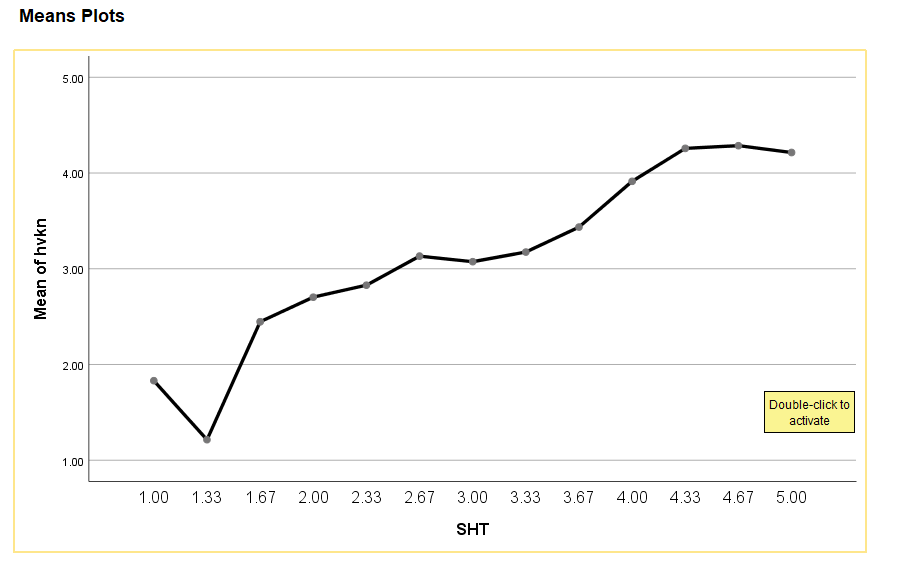 Means Plots
5.00
4.00
3.00
2.00
1.00
Mean of hvkn
Double-click to
activate
1.00 1.33 1.67 2.00 2.33 2.67 3.00 3.33 3.67 4.00 4.33 4.67 5.00
SHT